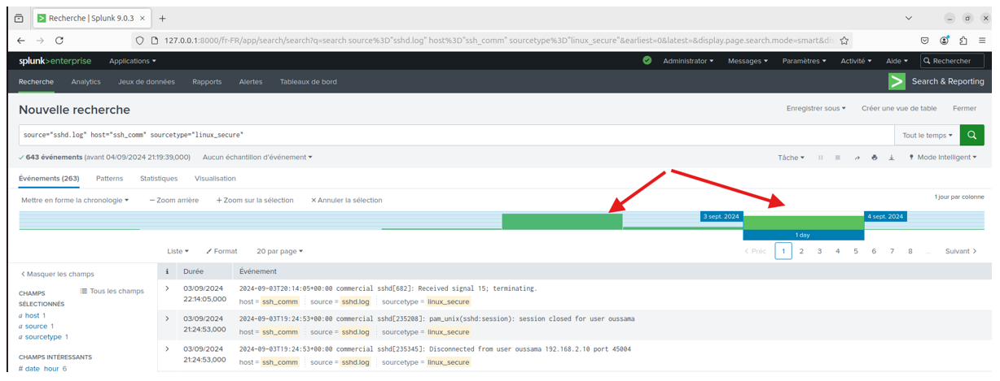 Recherche | Splunk 9.0.3
127.0.0.1:8000/fr-FR/app/search/search?q=search source%3D"sshd.log" host%3D"ssh_comm" sourcetype%3D"linux_secure"&earliest=0&latest=&display.page.search.mode=smart&dis
splunk>enterprise Applications Administrator Messages Paramètres Activité Aide Rechercher
Recherche Analytics Jeux de données Rapports Alertes Tableaux de bord Search & Reporting
Nouvelle recherche Enregistrer sous Créer une vue de table Fermer
source="sshd.log" host="ssh_comm" sourcetype="linux_secure" Tout le temps
643 événements (avant 04/09/2024 21:19:39,000) Aucun échantillon d'événement Tâche Mode Intelligent
Événements (263) Patterns Statistiques Visualisation
Mettre en forme la chronologie — Zoom arrière + Zoom sur la sélection × Annuler la sélection 1 jour par colonne
3 sept. 2024 4 sept. 2024
1 day
Liste Format 20 par page < Préc 1 2 3 4 5 6 7 8 ... Suivant >
< Masquer les champs Tous les champs
i Durée Événement
CHAMPS SÉLECTIONNÉS
a host 1
a source 1
a sourcetype 1
CHAMPS INTÉRESSANTS
# date_hour 6
> 03/09/2024 22:14:05,000 2024-09-03T20:14:05+00:00 commercial sshd[682]: Received signal 15; terminating.
host = ssh_comm source = sshd.log sourcetype = linux_secure
> 03/09/2024 21:24:53,000 2024-09-03T19:24:53+00:00 commercial sshd[235208]: pam_unix(sshd:session): session closed for user oussama
host = ssh_comm source = sshd.log sourcetype = linux_secure
> 03/09/2024 21:24:53,000 2024-09-03T19:24:53+00:00 commercial sshd[235345]: Disconnected from user oussama 192.168.2.10 port 45004
host = ssh_comm source = sshd.log sourcetype = linux_secure